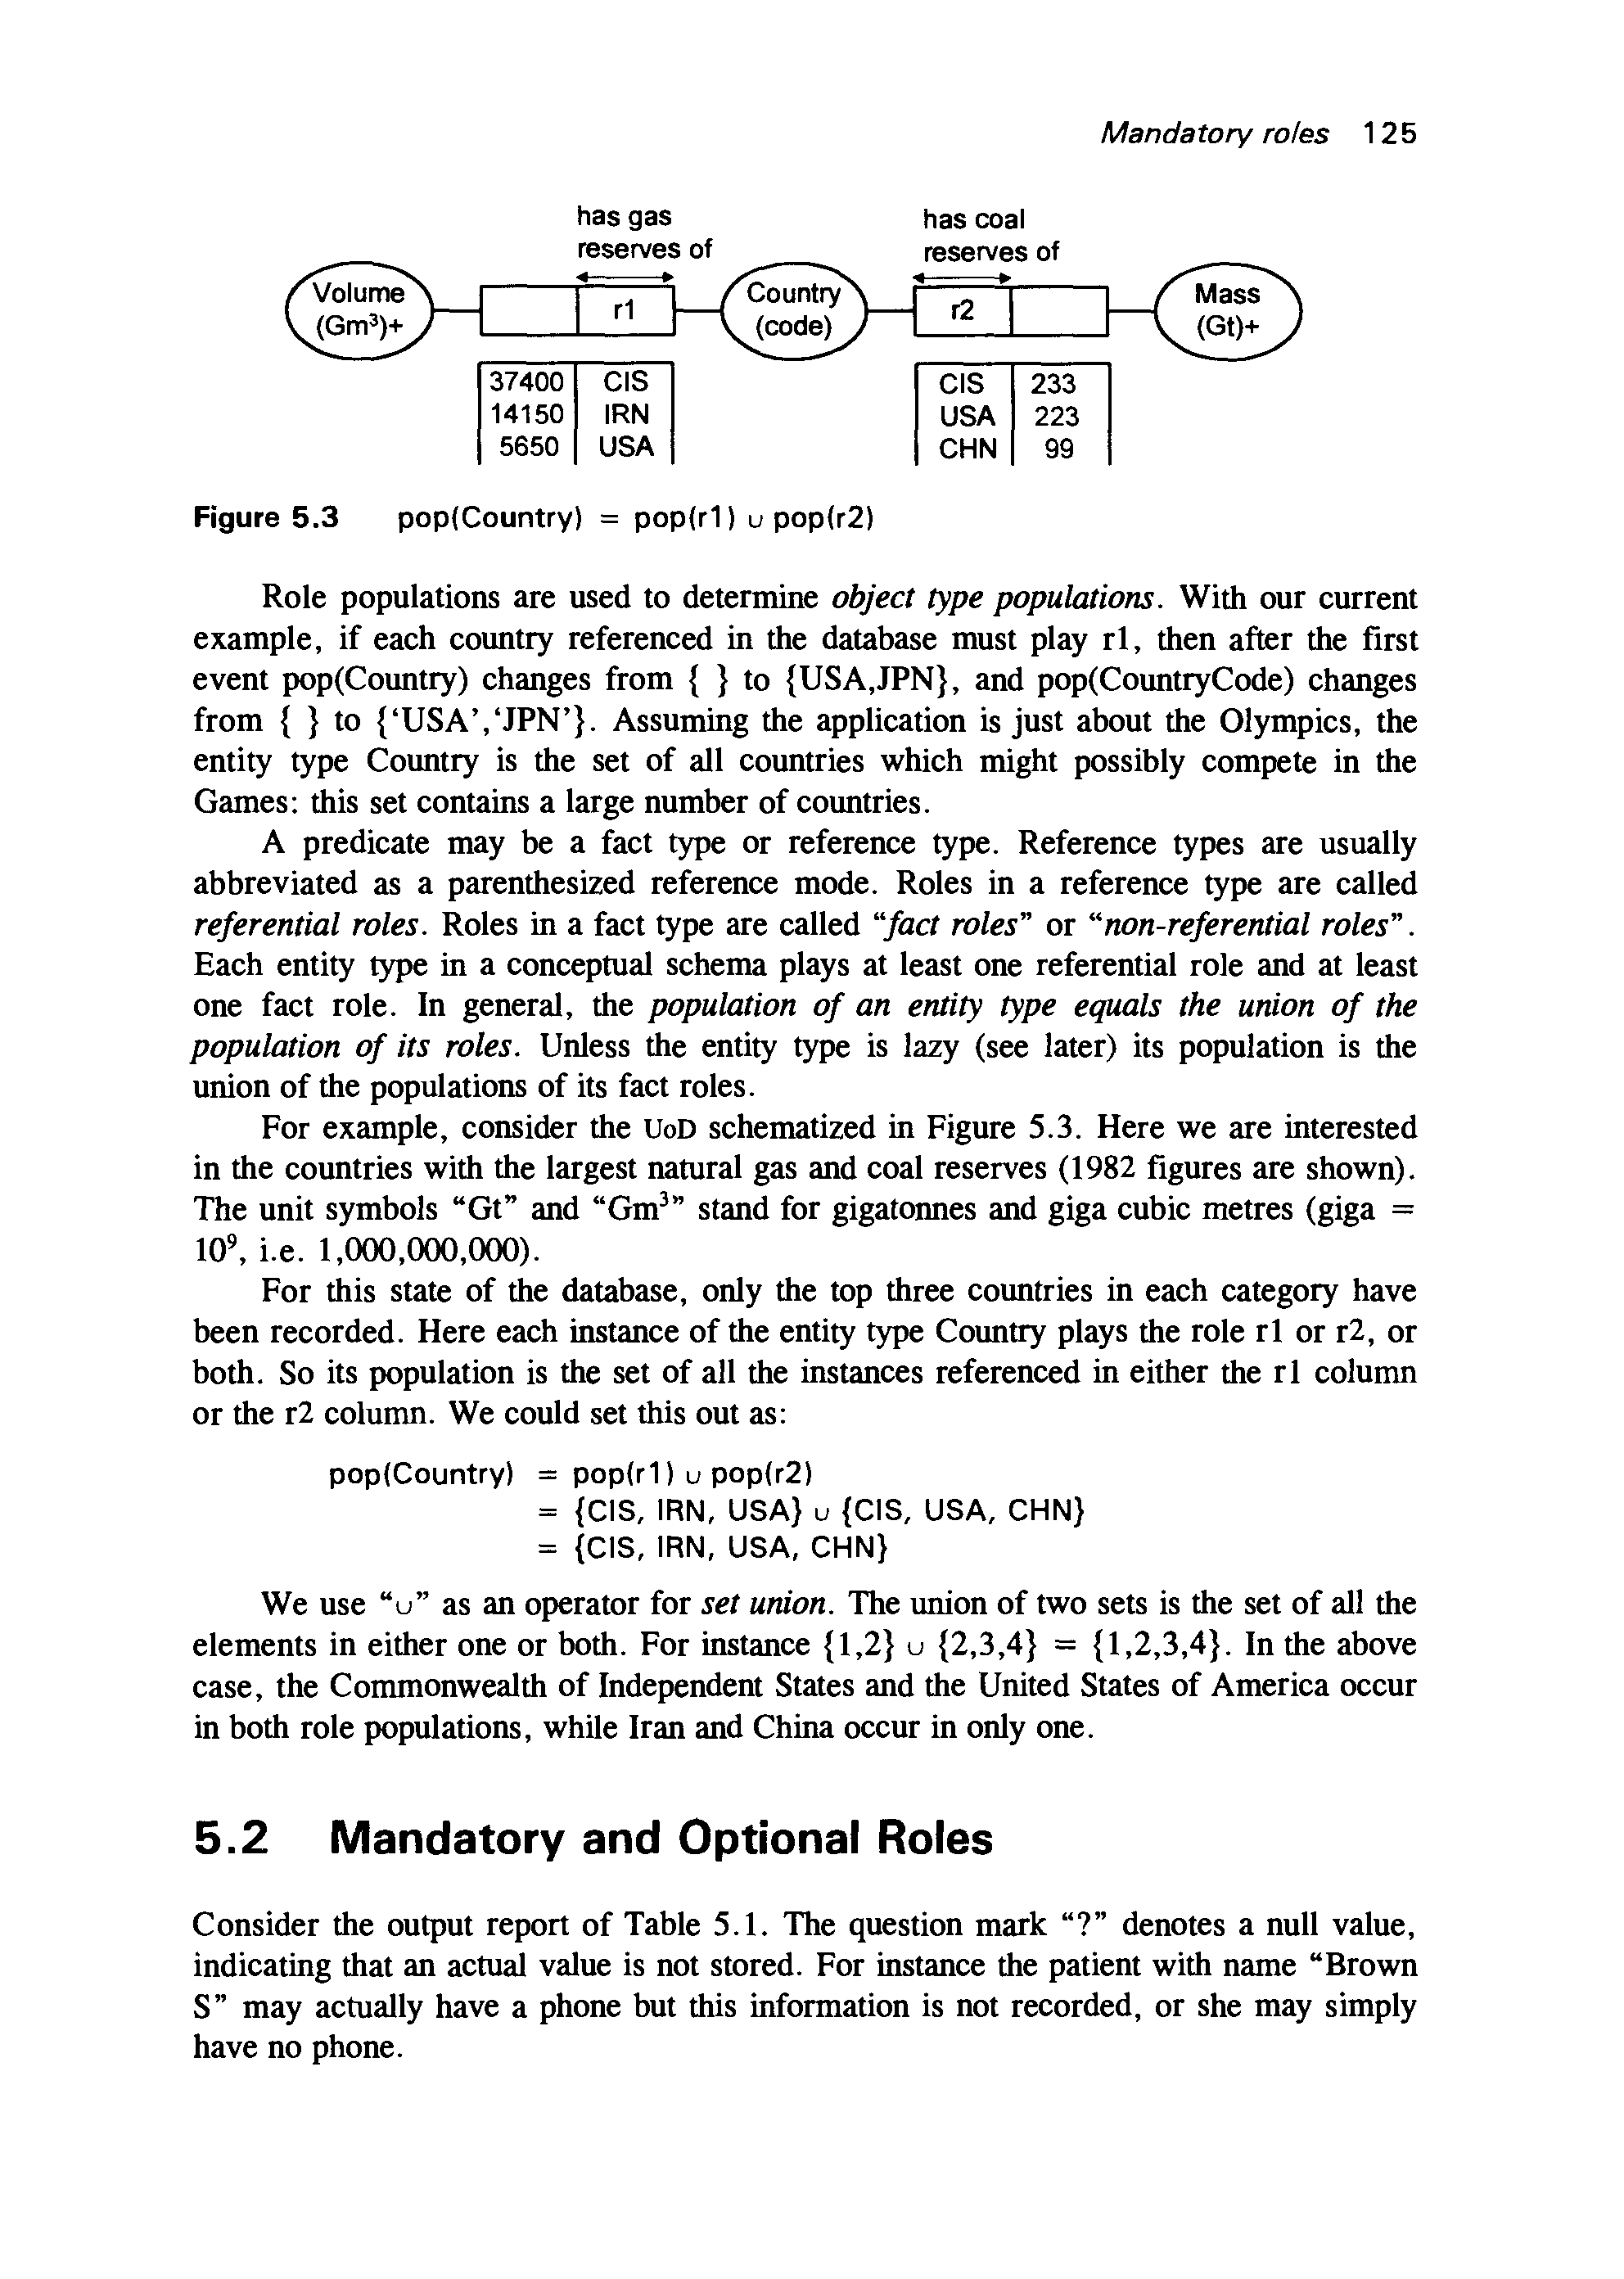 Mandatory roles 125
has gas
reserves of
has coal
reserves of
Volume
(Gm³)+
r1
Country
(code)
r2
Mass
(Gt)+
37400 CIS
14150 IRN
5650 USA
CIS 233
USA 223
CHN 99
Figure 5.3 pop(Country) = pop(r1) ∪ pop(r2)
Role populations are used to determine object type populations. With our current
example, if each country referenced in the database must play r1, then after the first
event pop(Country) changes from { } to {USA,JPN}, and pop(CountryCode) changes
from { } to {‘USA’,‘JPN’}. Assuming the application is just about the Olympics, the
entity type Country is the set of all countries which might possibly compete in the
Games: this set contains a large number of countries.
A predicate may be a fact type or reference type. Reference types are usually
abbreviated as a parenthesized reference mode. Roles in a reference type are called
referential roles. Roles in a fact type are called “fact roles” or “non-referential roles”.
Each entity type in a conceptual schema plays at least one referential role and at least
one fact role. In general, the population of an entity type equals the union of the
population of its roles. Unless the entity type is lazy (see later) its population is the
union of the populations of its fact roles.
For example, consider the UoD schematized in Figure 5.3. Here we are interested
in the countries with the largest natural gas and coal reserves (1982 figures are shown).
The unit symbols “Gt” and “Gm³” stand for gigatonnes and giga cubic metres (giga =
10⁹, i.e. 1,000,000,000).
For this state of the database, only the top three countries in each category have
been recorded. Here each instance of the entity type Country plays the role r1 or r2, or
both. So its population is the set of all the instances referenced in either the r1 column
or the r2 column. We could set this out as:
pop(Country) = pop(r1) ∪ pop(r2)
= {CIS, IRN, USA} ∪ {CIS, USA, CHN}
= {CIS, IRN, USA, CHN}
We use “∪” as an operator for set union. The union of two sets is the set of all the
elements in either one or both. For instance {1,2} ∪ {2,3,4} = {1,2,3,4}. In the above
case, the Commonwealth of Independent States and the United States of America occur
in both role populations, while Iran and China occur in only one.
5.2 Mandatory and Optional Roles
Consider the output report of Table 5.1. The question mark “?” denotes a null value,
indicating that an actual value is not stored. For instance the patient with name “Brown
S” may actually have a phone but this information is not recorded, or she may simply
have no phone.